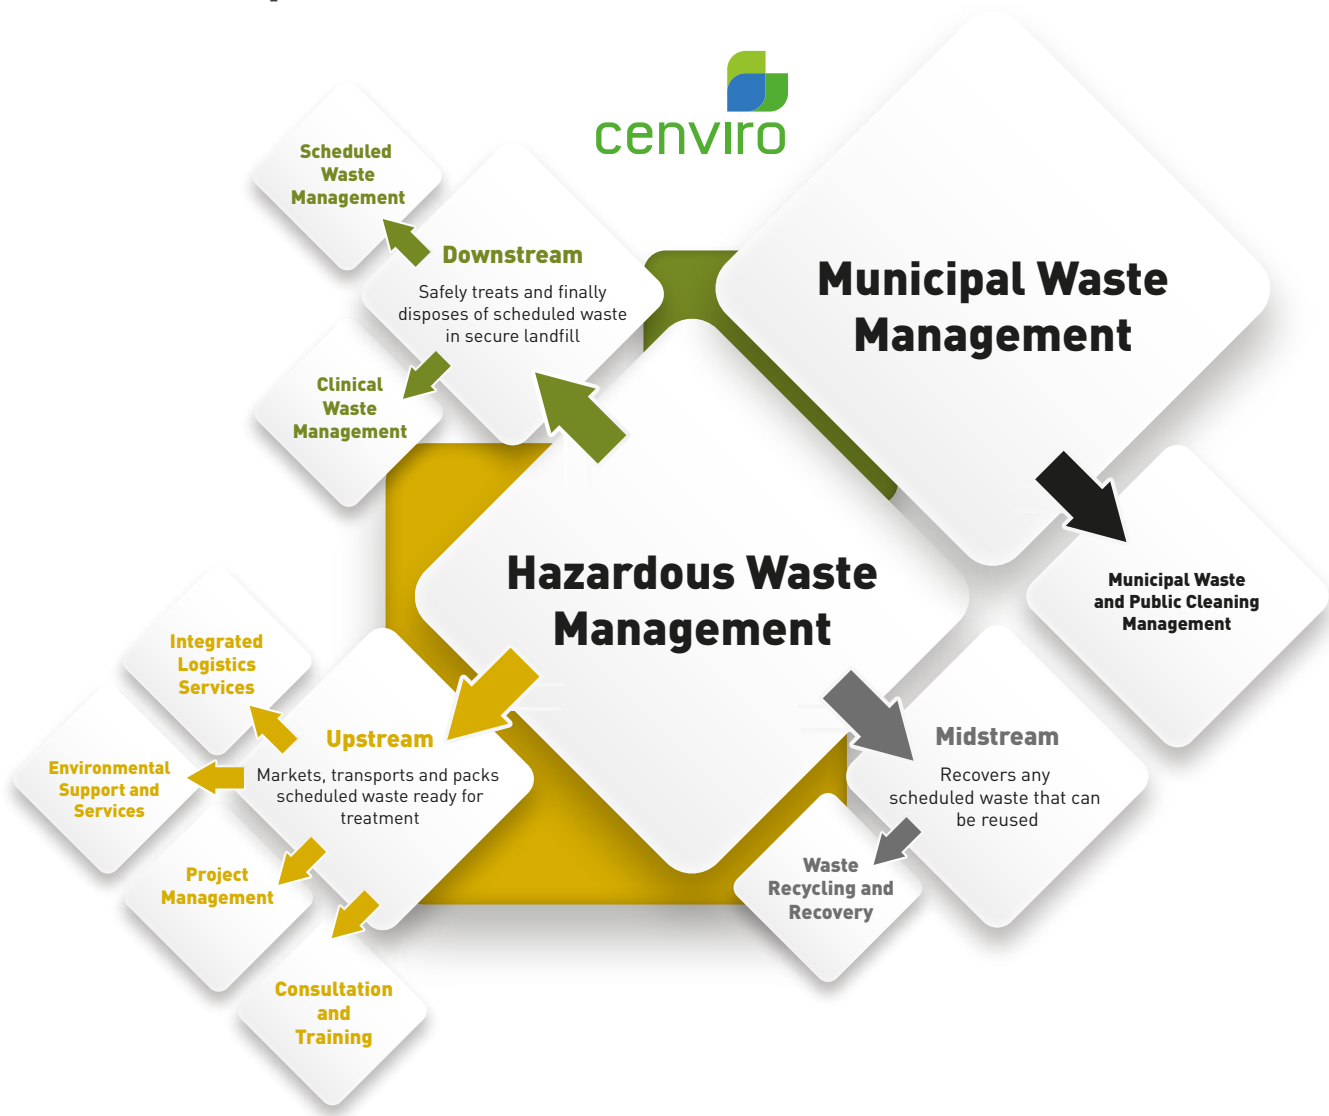 cenviro
Scheduled
Waste
Management
Downstream
Safely treats and finally
disposes of scheduled waste
in secure landfill
Clinical
Waste
Management
Municipal Waste
Management
Municipal Waste
and Public Cleaning
Management
Hazardous Waste
Management
Integrated
Logistics
Services
Environmental
Support and
Services
Upstream
Markets, transports and packs
scheduled waste ready for
treatment
Project
Management
Consultation
and
Training
Midstream
Recovers any
scheduled waste that can
be reused
Waste
Recycling and
Recovery